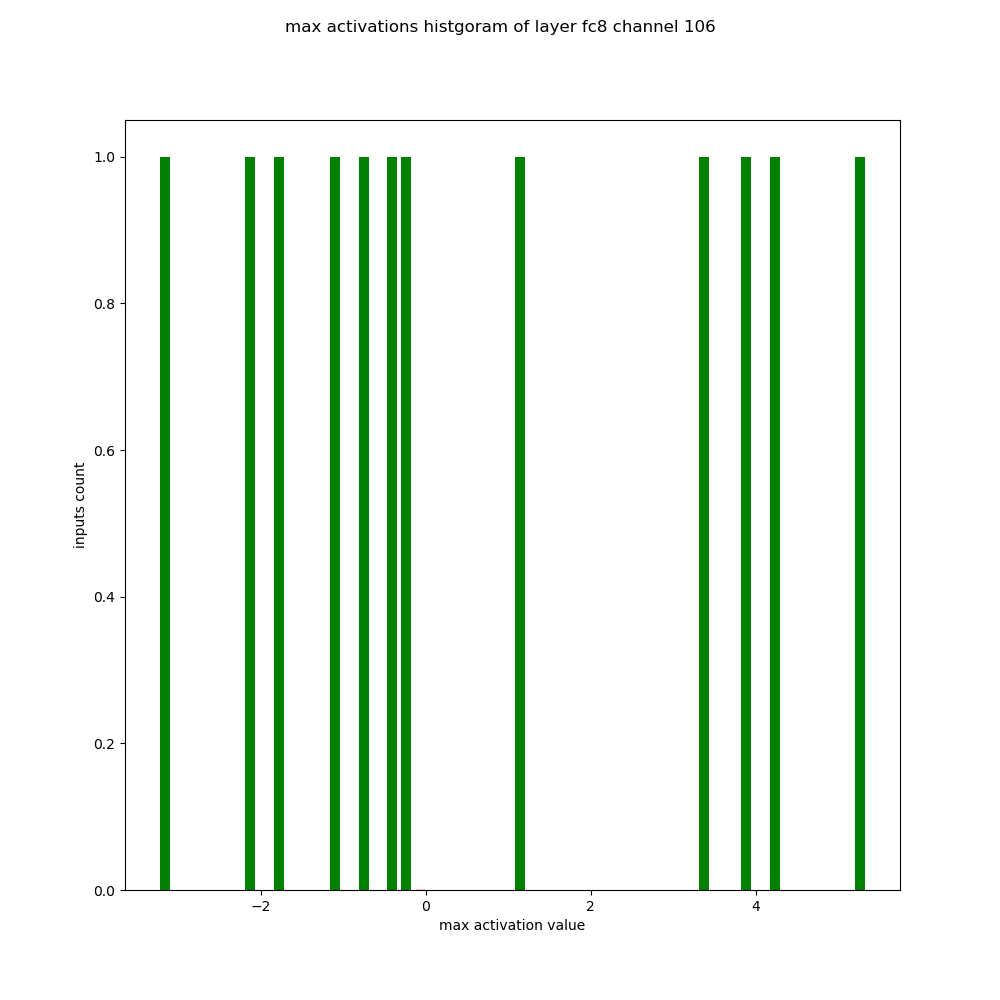 max activations histgoram of layer fc8 channel 106
1.0
0.8
0.6
0.4
0.2
0.0
inputs count
−2 0 2 4
max activation value